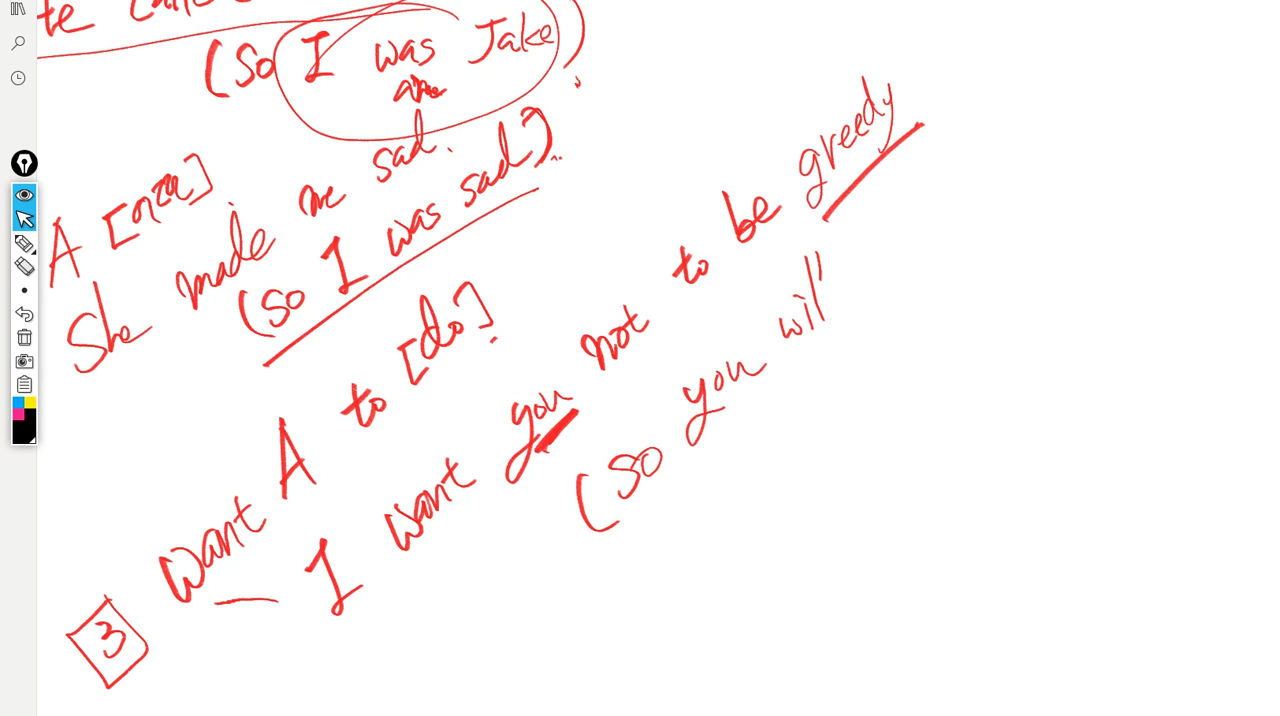 (So I was Jake)
are
A
She made me sad.
(so I was sad).
3 want A to [do].
I want you not to be greedy
(so you will